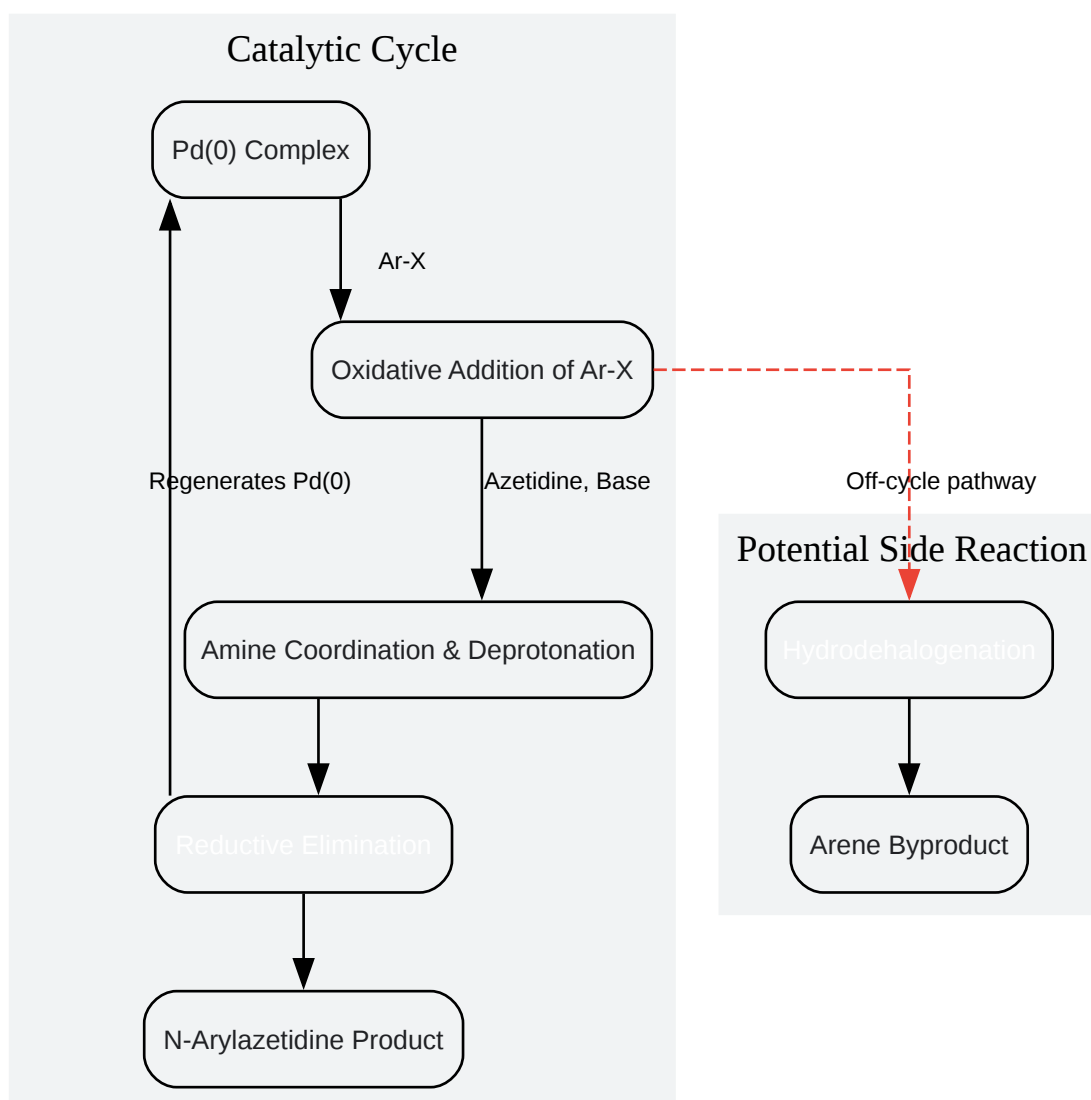 Catalytic Cycle
Pd(0) Complex
Ar-X
Oxidative Addition of Ar-X
Regenerates Pd(0)
Azetidine, Base
Off-cycle pathway
Potential Side Reaction
Amine Coordination & Deprotonation
Hydrodehalogenation
Reductive Elimination
Arene Byproduct
N-Arylazetidine Product